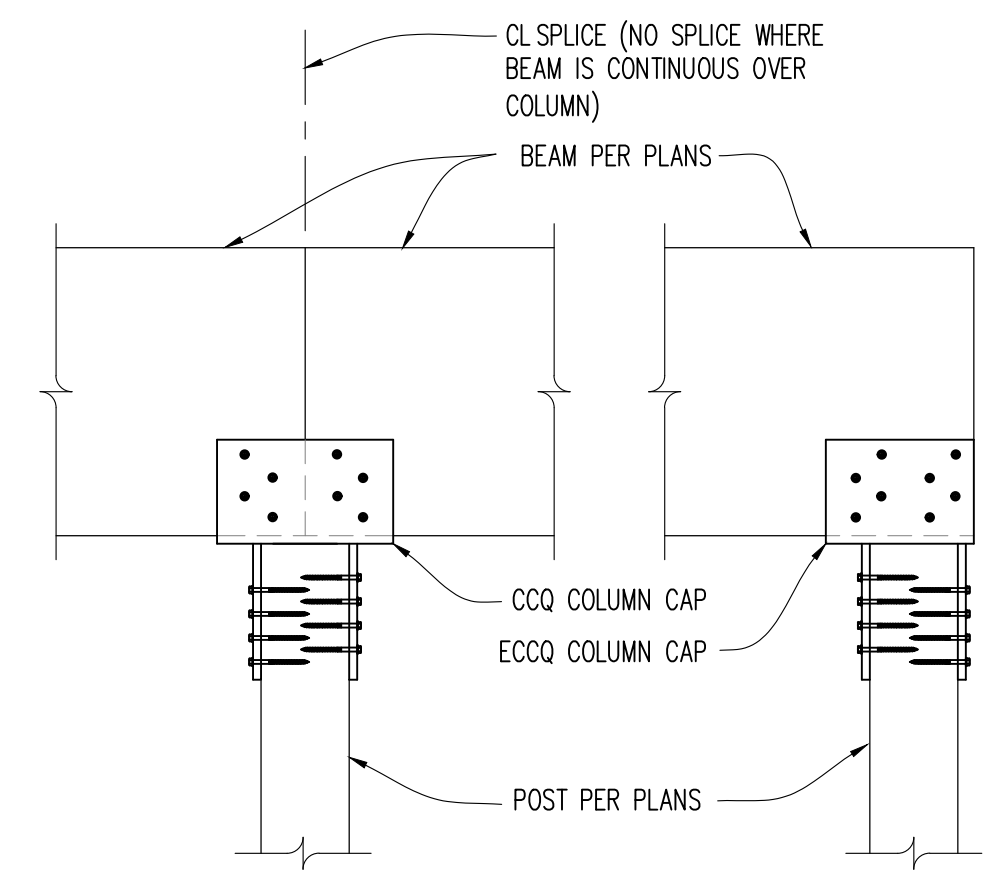 CL SPLICE (NO SPLICE WHERE
BEAM IS CONTINUOUS OVER
COLUMN)
BEAM PER PLANS
CCQ COLUMN CAP
ECCQ COLUMN CAP
POST PER PLANS